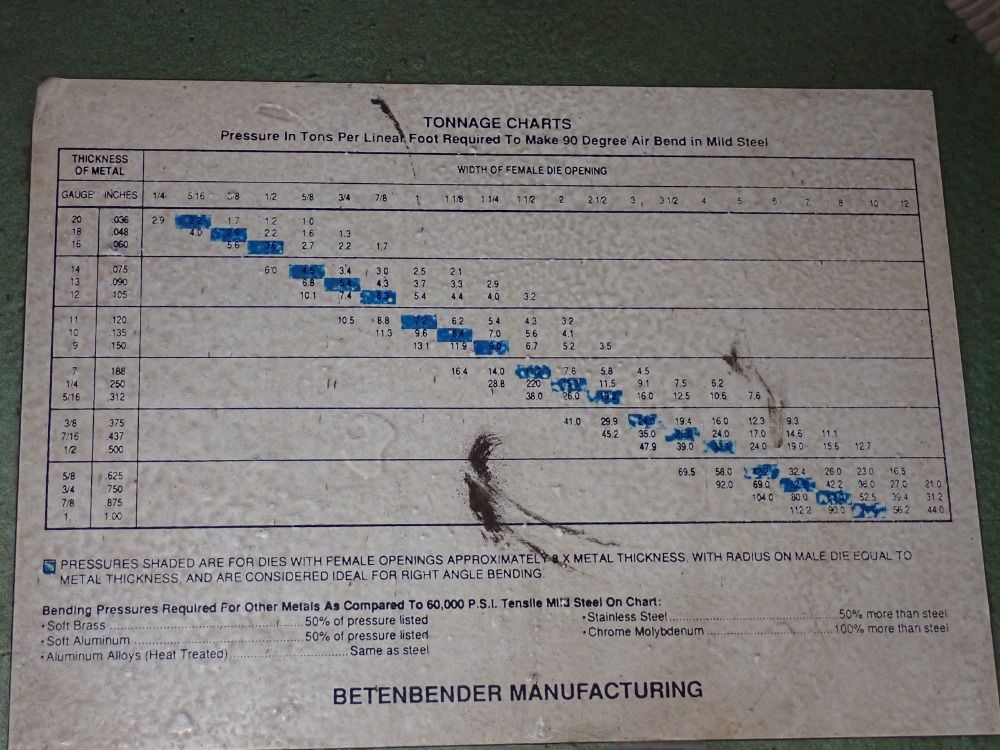 TONNAGE CHARTS
Pressure In Tons Per Linear Foot Required To Make 90 Degree Air Bend in Mild Steel
THICKNESS OF METAL WIDTH OF FEMALE DIE OPENING
GAUGE INCHES 1/4 5/16 3/8 1/2 5/8 3/4 7/8 1 1 1/8 1 1/4 1 1/2 2 2 1/2 3 3 1/2 4 5 6 7 8 10 12
20 .036 2.9 1.7 1.2 1.0
18 .048 4.0 2.2 1.6 1.3
16 .060 5.6 2.7 2.2 1.7
14 .075 6.0 4.5 3.4 3.0 2.5 2.1
13 .090 6.8 5.4 4.3 3.7 3.3 2.9
12 .105 10.1 7.4 5.4 4.4 4.0 3.2
11 .120 10.5 8.8 7.2 6.2 5.4 4.3 3.2
10 .135 11.3 9.6 7.0 5.6 4.1
9 .150 13.1 11.9 6.7 5.2 3.5
7 .188 16.4 14.0 7.6 5.8 4.5
1/4 .250 28.8 22.0 11.5 9.1 7.5 6.2
5/16 .312 38.0 26.0 16.0 12.5 10.6 7.6
3/8 .375 41.0 29.9 19.4 16.0 12.3 9.3
7/16 .437 45.2 35.0 24.0 17.0 14.6 11.1
1/2 .500 47.9 39.0 24.0 19.0 15.6 12.7
5/8 .625 69.5 58.0 32.4 26.0 23.0 16.5
3/4 .750 92.0 69.0 42.2 36.0 27.0 21.0
7/8 .875 104.0 80.0 52.5 39.4 31.2
1 1.00 112.2 90.0 56.2 44.0
PRESSURES SHADED ARE FOR DIES WITH FEMALE OPENINGS APPROXIMATELY 8 X METAL THICKNESS, WITH RADIUS ON MALE DIE EQUAL TO
METAL THICKNESS, AND ARE CONSIDERED IDEAL FOR RIGHT ANGLE BENDING.
Bending Pressures Required For Other Metals As Compared To 60,000 P.S.I. Tensile Mild Steel On Chart:
• Soft Brass ........ 50% of pressure listed
• Soft Aluminum ........ 50% of pressure listed
• Aluminum Alloys (Heat Treated) ........ Same as steel
• Stainless Steel ........ 50% more than steel
• Chrome Molybdenum ........ 100% more than steel
BETENBENDER MANUFACTURING